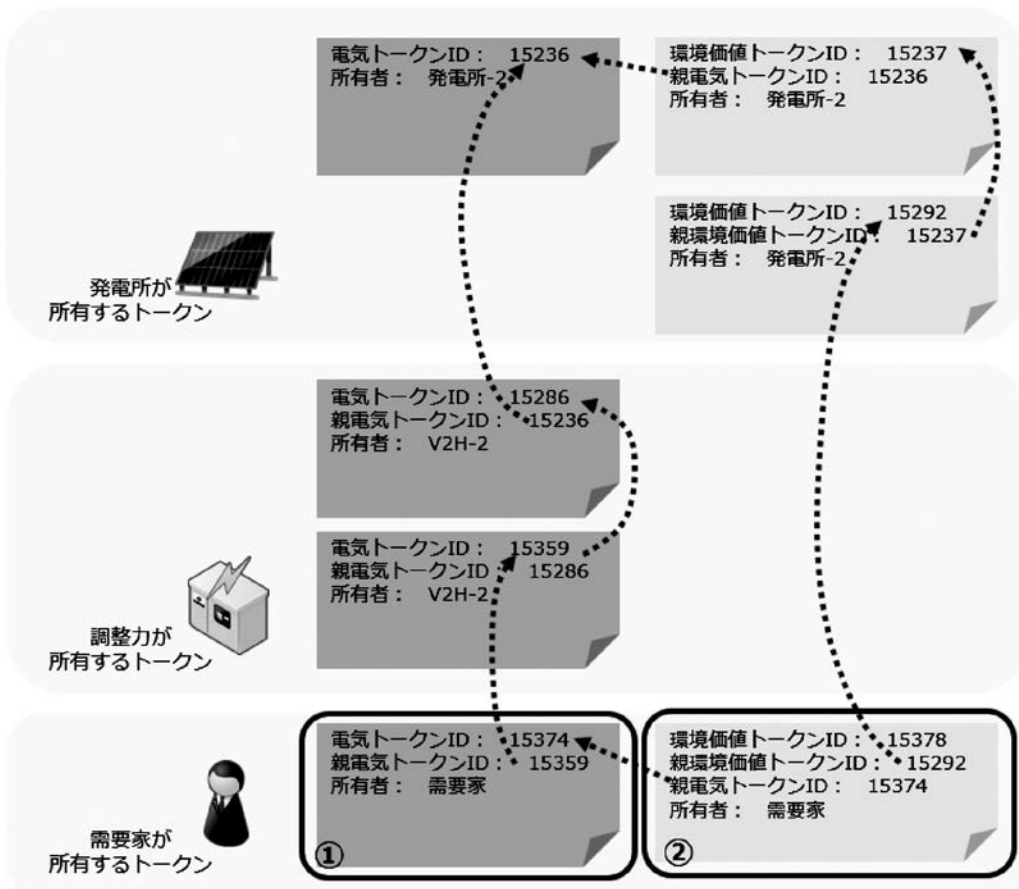 電気トークンID： 15236
所有者： 発電所-2
環境価値トークンID： 15237
親電気トークンID： 15236
所有者： 発電所-2
環境価値トークンID： 15292
親環境価値トークンID： 15237
所有者： 発電所-2
発電所が
所有するトークン
電気トークンID： 15286
親電気トークンID： 15236
所有者： V2H-2
電気トークンID： 15359
親電気トークンID： 15286
所有者： V2H-2
調整力が
所有するトークン
電気トークンID： 15374
親電気トークンID： 15359
所有者： 需要家
①
環境価値トークンID： 15378
親環境価値トークンID： 15292
親電気トークンID： 15374
所有者： 需要家
②
需要家が
所有するトークン